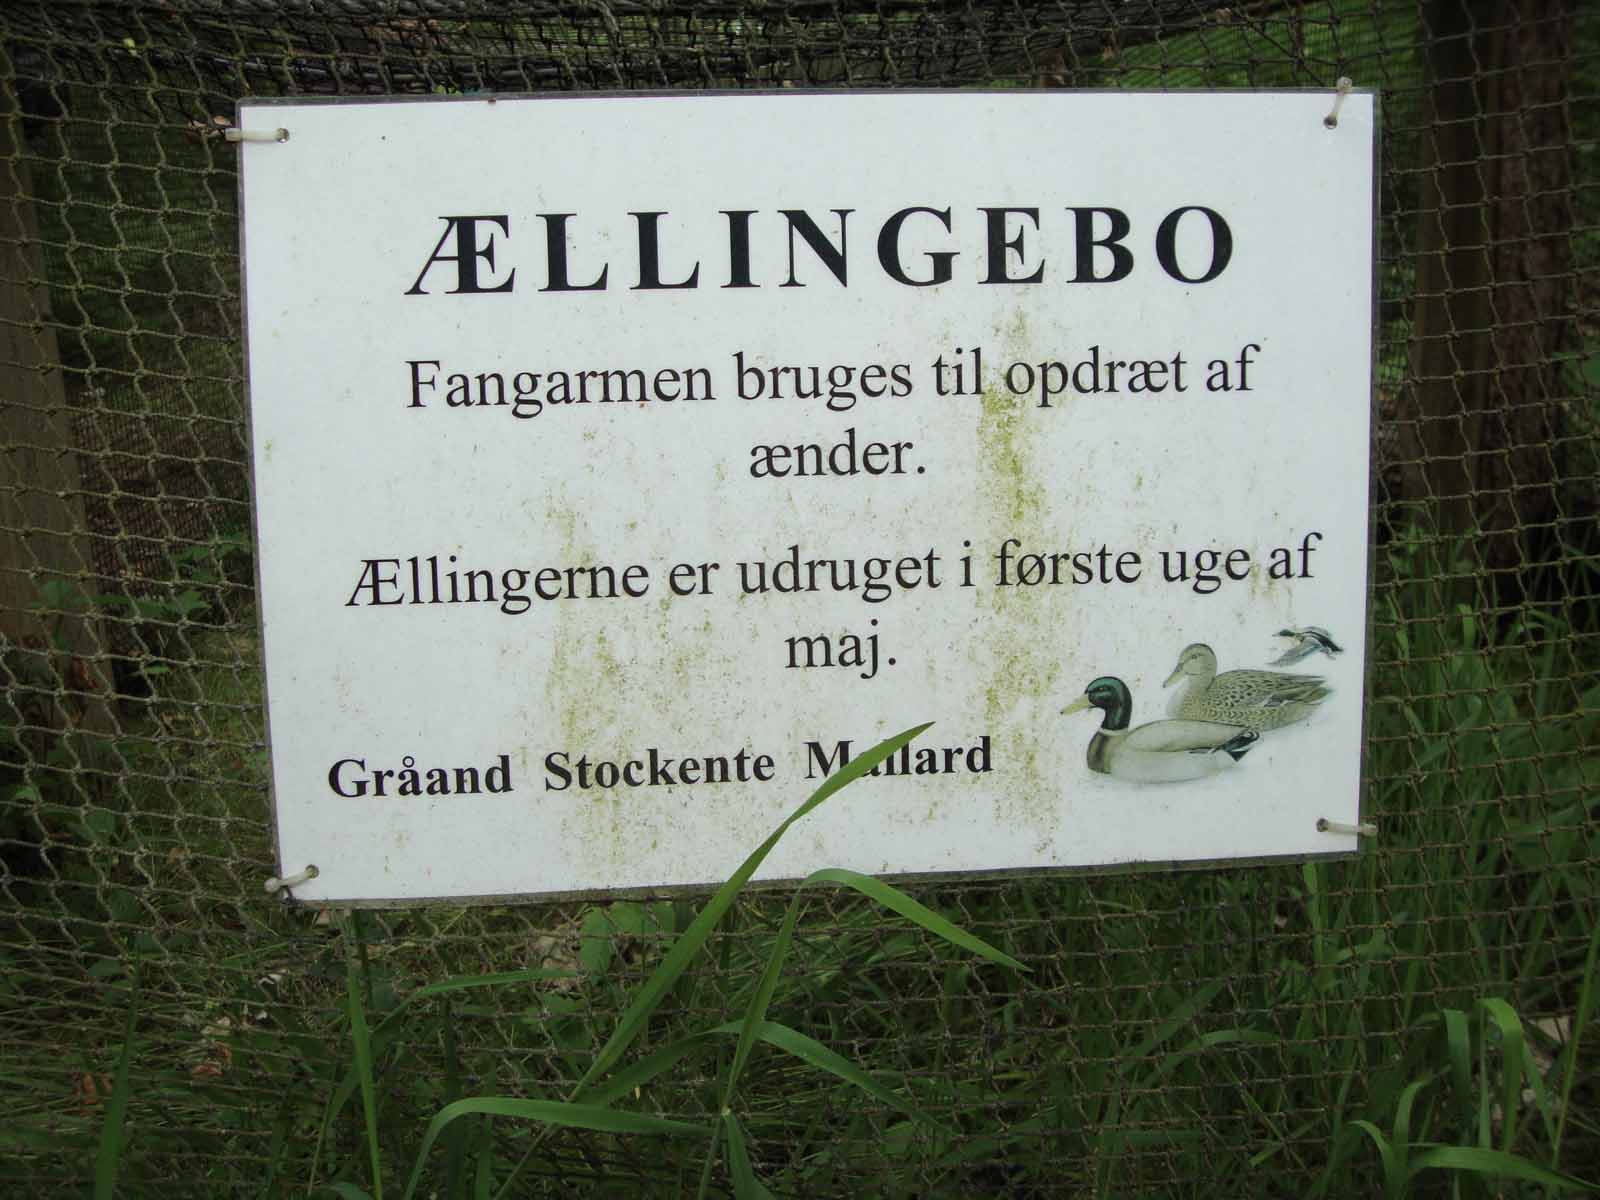 ÆLLINGEBO
Fangarmen bruges til opdræt af
ænder.
Ællingerne er udruget i første uge af
maj.
Gråand Stockente Mallard